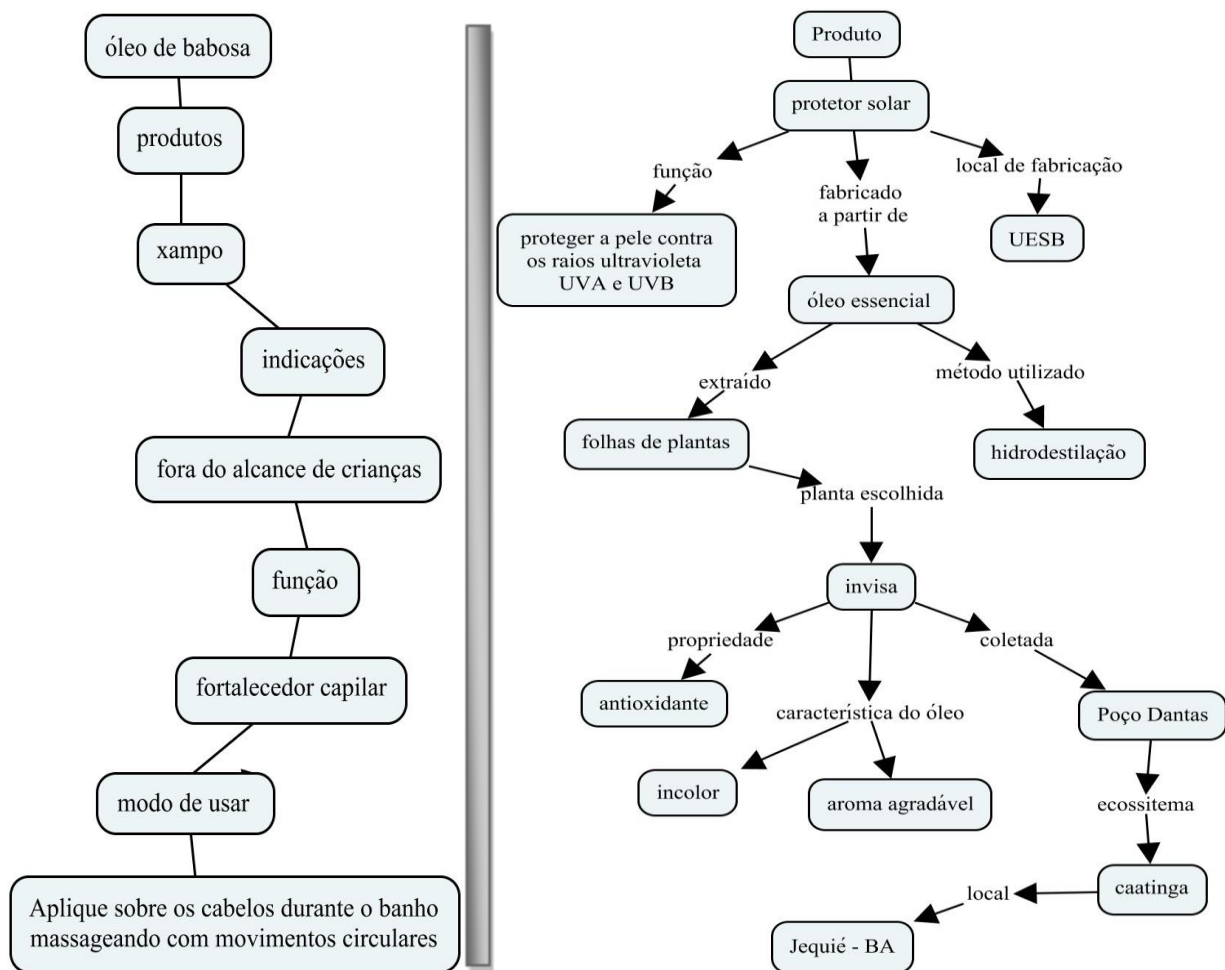 óleo de babosa
produtos
xampo
indicações
fora do alcance de crianças
função
fortalecedor capilar
modo de usar
Aplique sobre os cabelos durante o banho
massageando com movimentos circulares
Produto
protetor solar
função
fabricado
a partir de
local de fabricação
proteger a pele contra
os raios ultravioleta
UVA e UVB
UESB
óleo essencial
extraído
método utilizado
folhas de plantas
hidrodestilação
planta escolhida
invisa
propriedade
coletada
antioxidante
característica do óleo
Poço Dantas
incolor
aroma agradável
ecossitema
caatinga
local
Jequié - BA